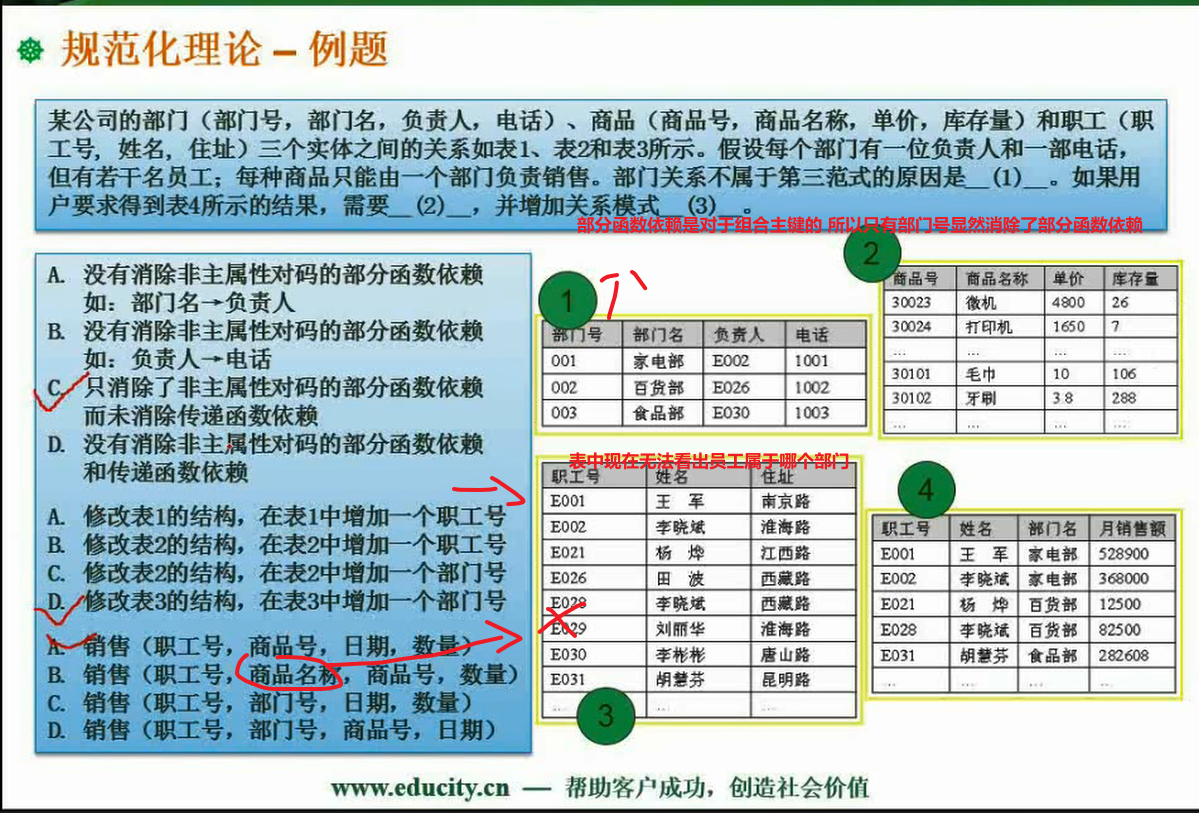 规范化理论 – 例题
某公司的部门（部门号，部门名，负责人，电话）、商品（商品号，商品名称，单价，库存量）和职工（职
工号，姓名，住址）三个实体之间的关系如表1、表2和表3所示。假设每个部门有一位负责人和一部电话，
但有若干名员工；每种商品只能由一个部门负责销售。部门关系不属于第三范式的原因是__(1)__。如果用
户要求得到表4所示的结果，需要__(2)__，并增加关系模式__(3)__。
部分函数依赖是对于组合主键的 所以只有部门号显然消除了部分函数依赖
A. 没有消除非主属性对码的部分函数依赖
如：部门名→负责人
B. 没有消除非主属性对码的部分函数依赖
如：负责人→电话
C. 只消除了非主属性对码的部分函数依赖
而未消除传递函数依赖
D. 没有消除非主属性对码的部分函数依赖
和传递函数依赖
A. 修改表1的结构，在表1中增加一个职工号
B. 修改表2的结构，在表2中增加一个职工号
C. 修改表2的结构，在表2中增加一个部门号
D. 修改表3的结构，在表3中增加一个部门号
A. 销售（职工号，商品号，日期，数量）
B. 销售（职工号，商品名称，商品号，数量）
C. 销售（职工号，部门号，日期，数量）
D. 销售（职工号，部门号，商品号，日期）
1
部门号 部门名 负责人 电话
001 家电部 E002 1001
002 百货部 E026 1002
003 食品部 E030 1003
2
商品号 商品名称 单价 库存量
30023 微机 4800 26
30024 打印机 1650 7
… … … …
30101 毛巾 10 106
30102 牙刷 3.8 288
… … … …
表中现在无法看出员工属于哪个部门
职工号 姓名 住址
E001 王 军 南京路
E002 李晓斌 淮海路
E021 杨 烨 江西路
E026 田 波 西藏路
E028 李晓斌 西藏路
E029 刘丽华 淮海路
E030 李彬彬 唐山路
E031 胡慧芬 昆明路
… … …
3
4
职工号 姓名 部门名 月销售额
E001 王 军 家电部 528900
E002 李晓斌 家电部 368000
E021 杨 烨 百货部 12500
E028 李晓斌 百货部 82500
E031 胡慧芬 食品部 282608
… … … …
www.educity.cn — 帮助客户成功，创造社会价值